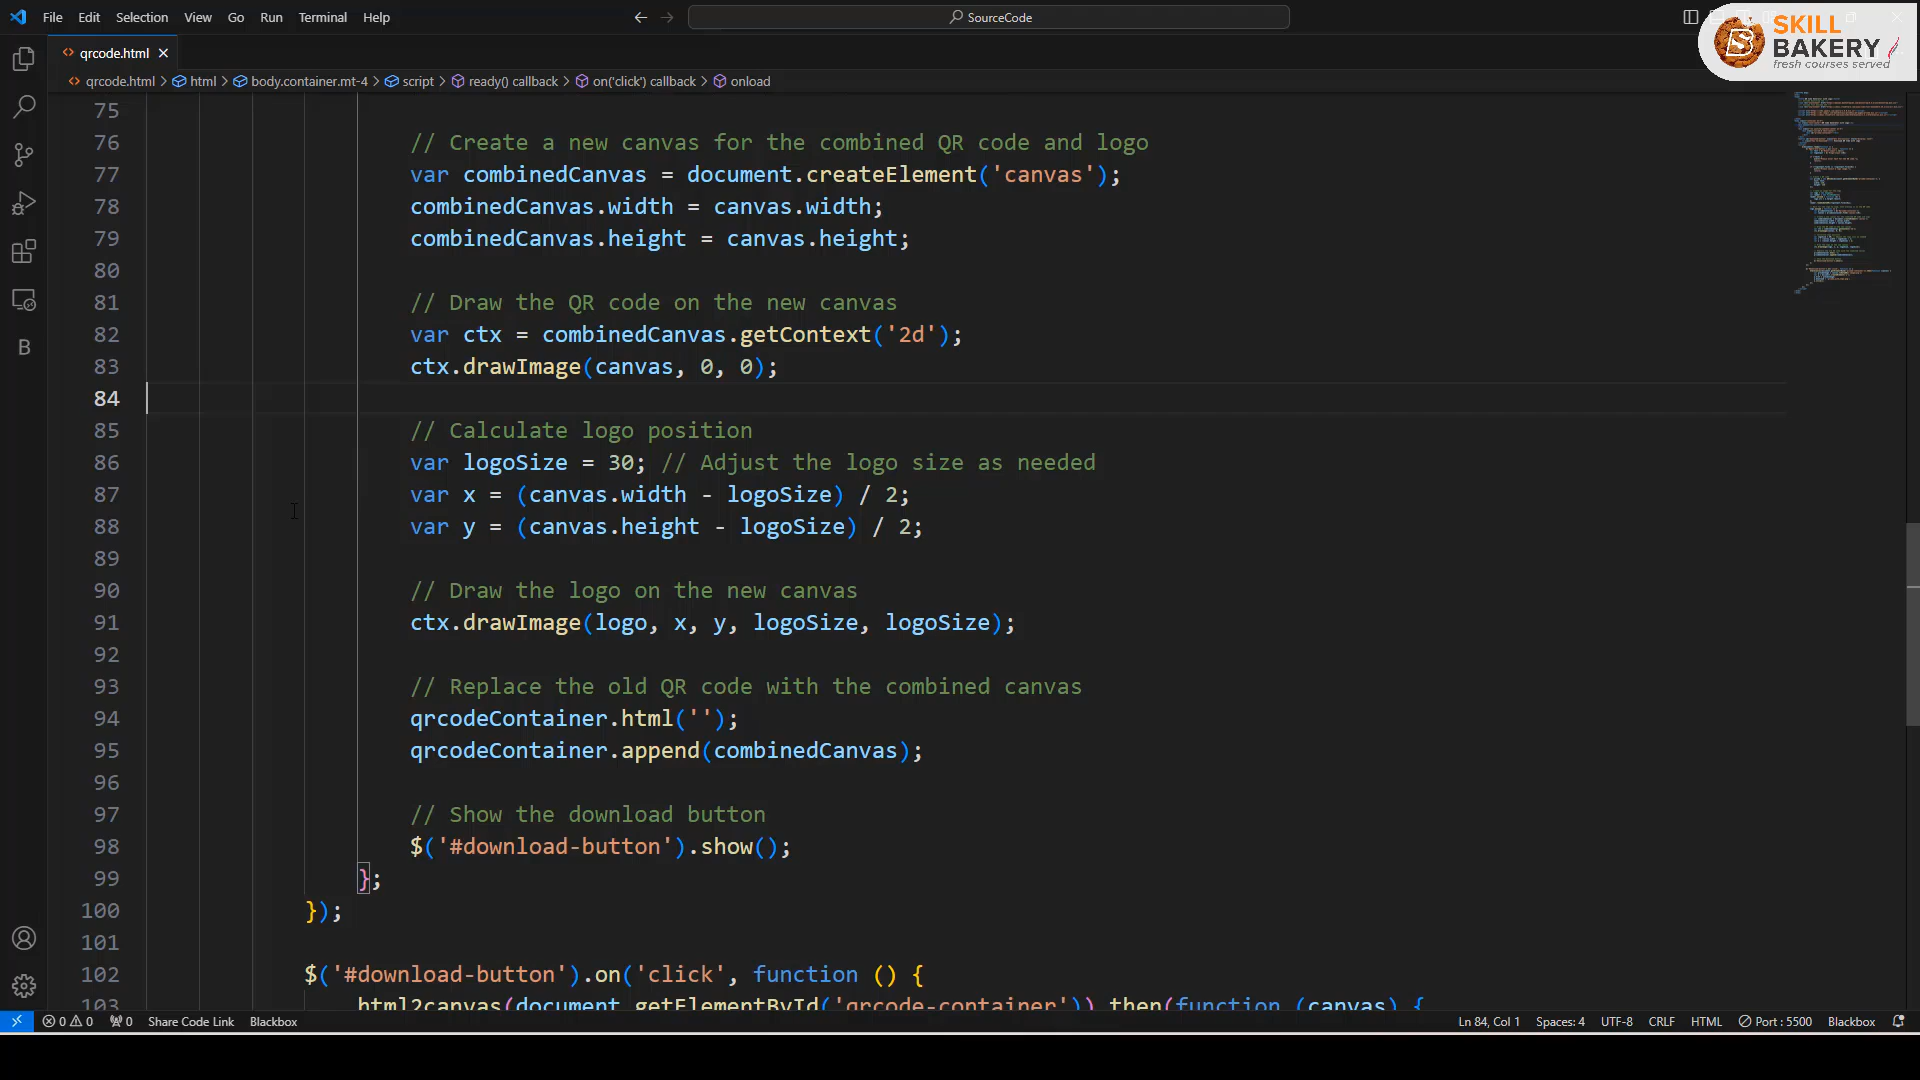 File Edit Selection View Go Run Terminal Help
SourceCode
SKILL
BAKERY
fresh courses served
qrcode.html
qrcode.html > html > body.container.mt-4 > script > ready() callback > on('click') callback > onload
75
76 // Create a new canvas for the combined QR code and logo
77 var combinedCanvas = document.createElement('canvas');
78 combinedCanvas.width = canvas.width;
79 combinedCanvas.height = canvas.height;
80
81 // Draw the QR code on the new canvas
82 var ctx = combinedCanvas.getContext('2d');
83 ctx.drawImage(canvas, 0, 0);
84
85 // Calculate logo position
86 var logoSize = 30; // Adjust the logo size as needed
87 var x = (canvas.width - logoSize) / 2;
88 var y = (canvas.height - logoSize) / 2;
89
90 // Draw the logo on the new canvas
91 ctx.drawImage(logo, x, y, logoSize, logoSize);
92
93 // Replace the old QR code with the combined canvas
94 qrcodeContainer.html('');
95 qrcodeContainer.append(combinedCanvas);
96
97 // Show the download button
98 $('#download-button').show();
99 };
100 });
101
102 $('#download-button').on('click', function () {
103 html2canvas(document.getElementById('qrcode-container')).then(function (canvas) {
0 0 0 Share Code Link Blackbox Ln 84, Col 1 Spaces: 4 UTF-8 CRLF HTML Port : 5500 Blackbox